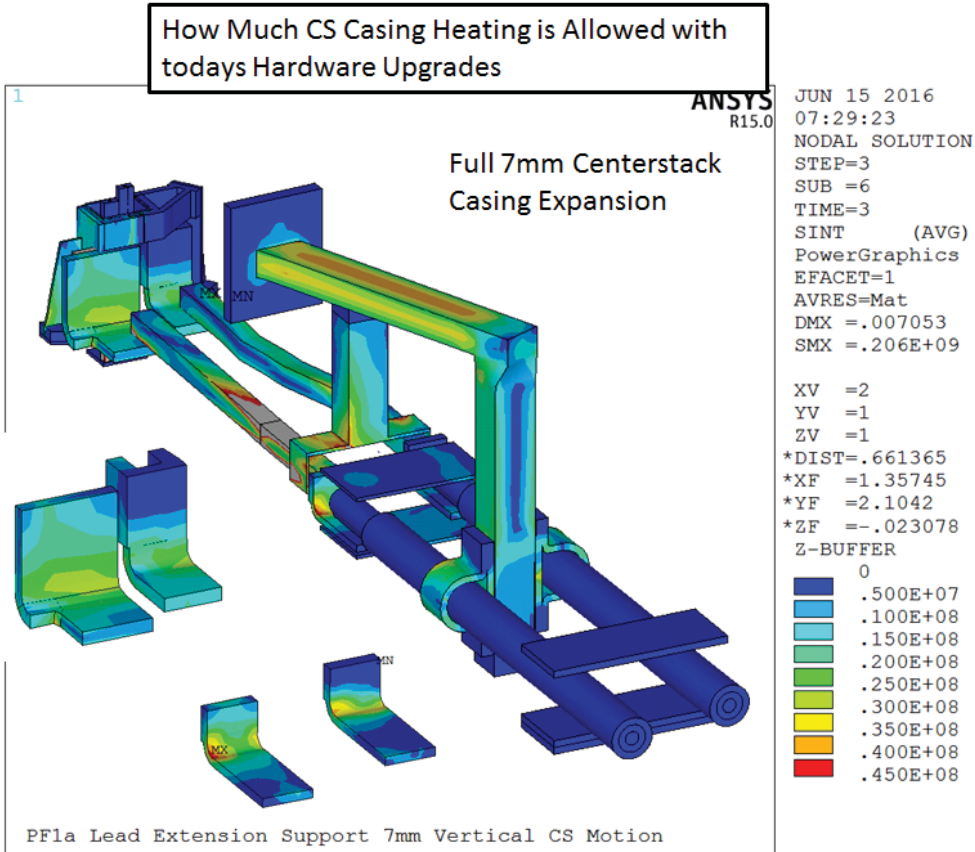 How Much CS Casing Heating is Allowed with
todays Hardware Upgrades
1
ANSYS
R15.0
Full 7mm Centerstack
Casing Expansion
MX
MN
MN
MX
PF1a Lead Extension Support 7mm Vertical CS Motion
JUN 15 2016
07:29:23
NODAL SOLUTION
STEP=3
SUB =6
TIME=3
SINT (AVG)
PowerGraphics
EFACET=1
AVRES=Mat
DMX =.007053
SMX =.206E+09
XV =2
YV =1
ZV =1
*DIST=.661365
*XF =1.35745
*YF =2.1042
*ZF =-.023078
Z-BUFFER
0
.500E+07
.100E+08
.150E+08
.200E+08
.250E+08
.300E+08
.350E+08
.400E+08
.450E+08